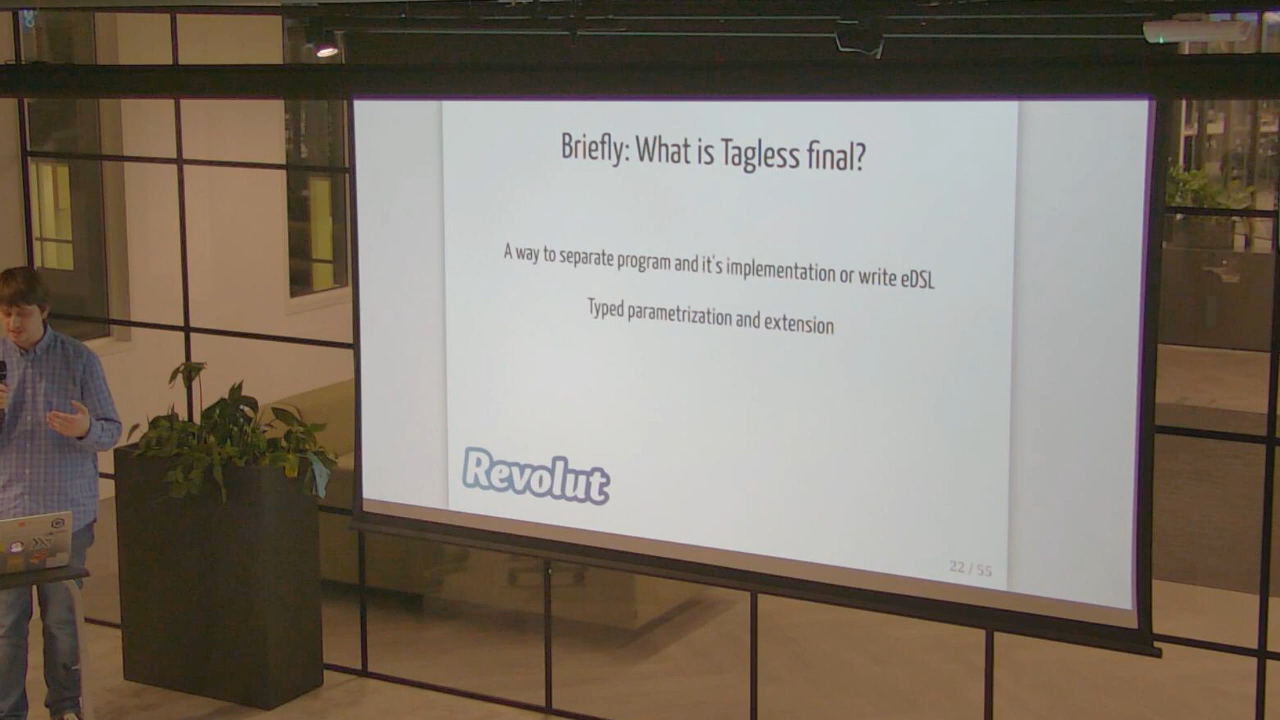 Briefly: What is Tagless final?
A way to separate program and it's implementation or write eDSL
Typed parametrization and extension
Revolut
22 / 55